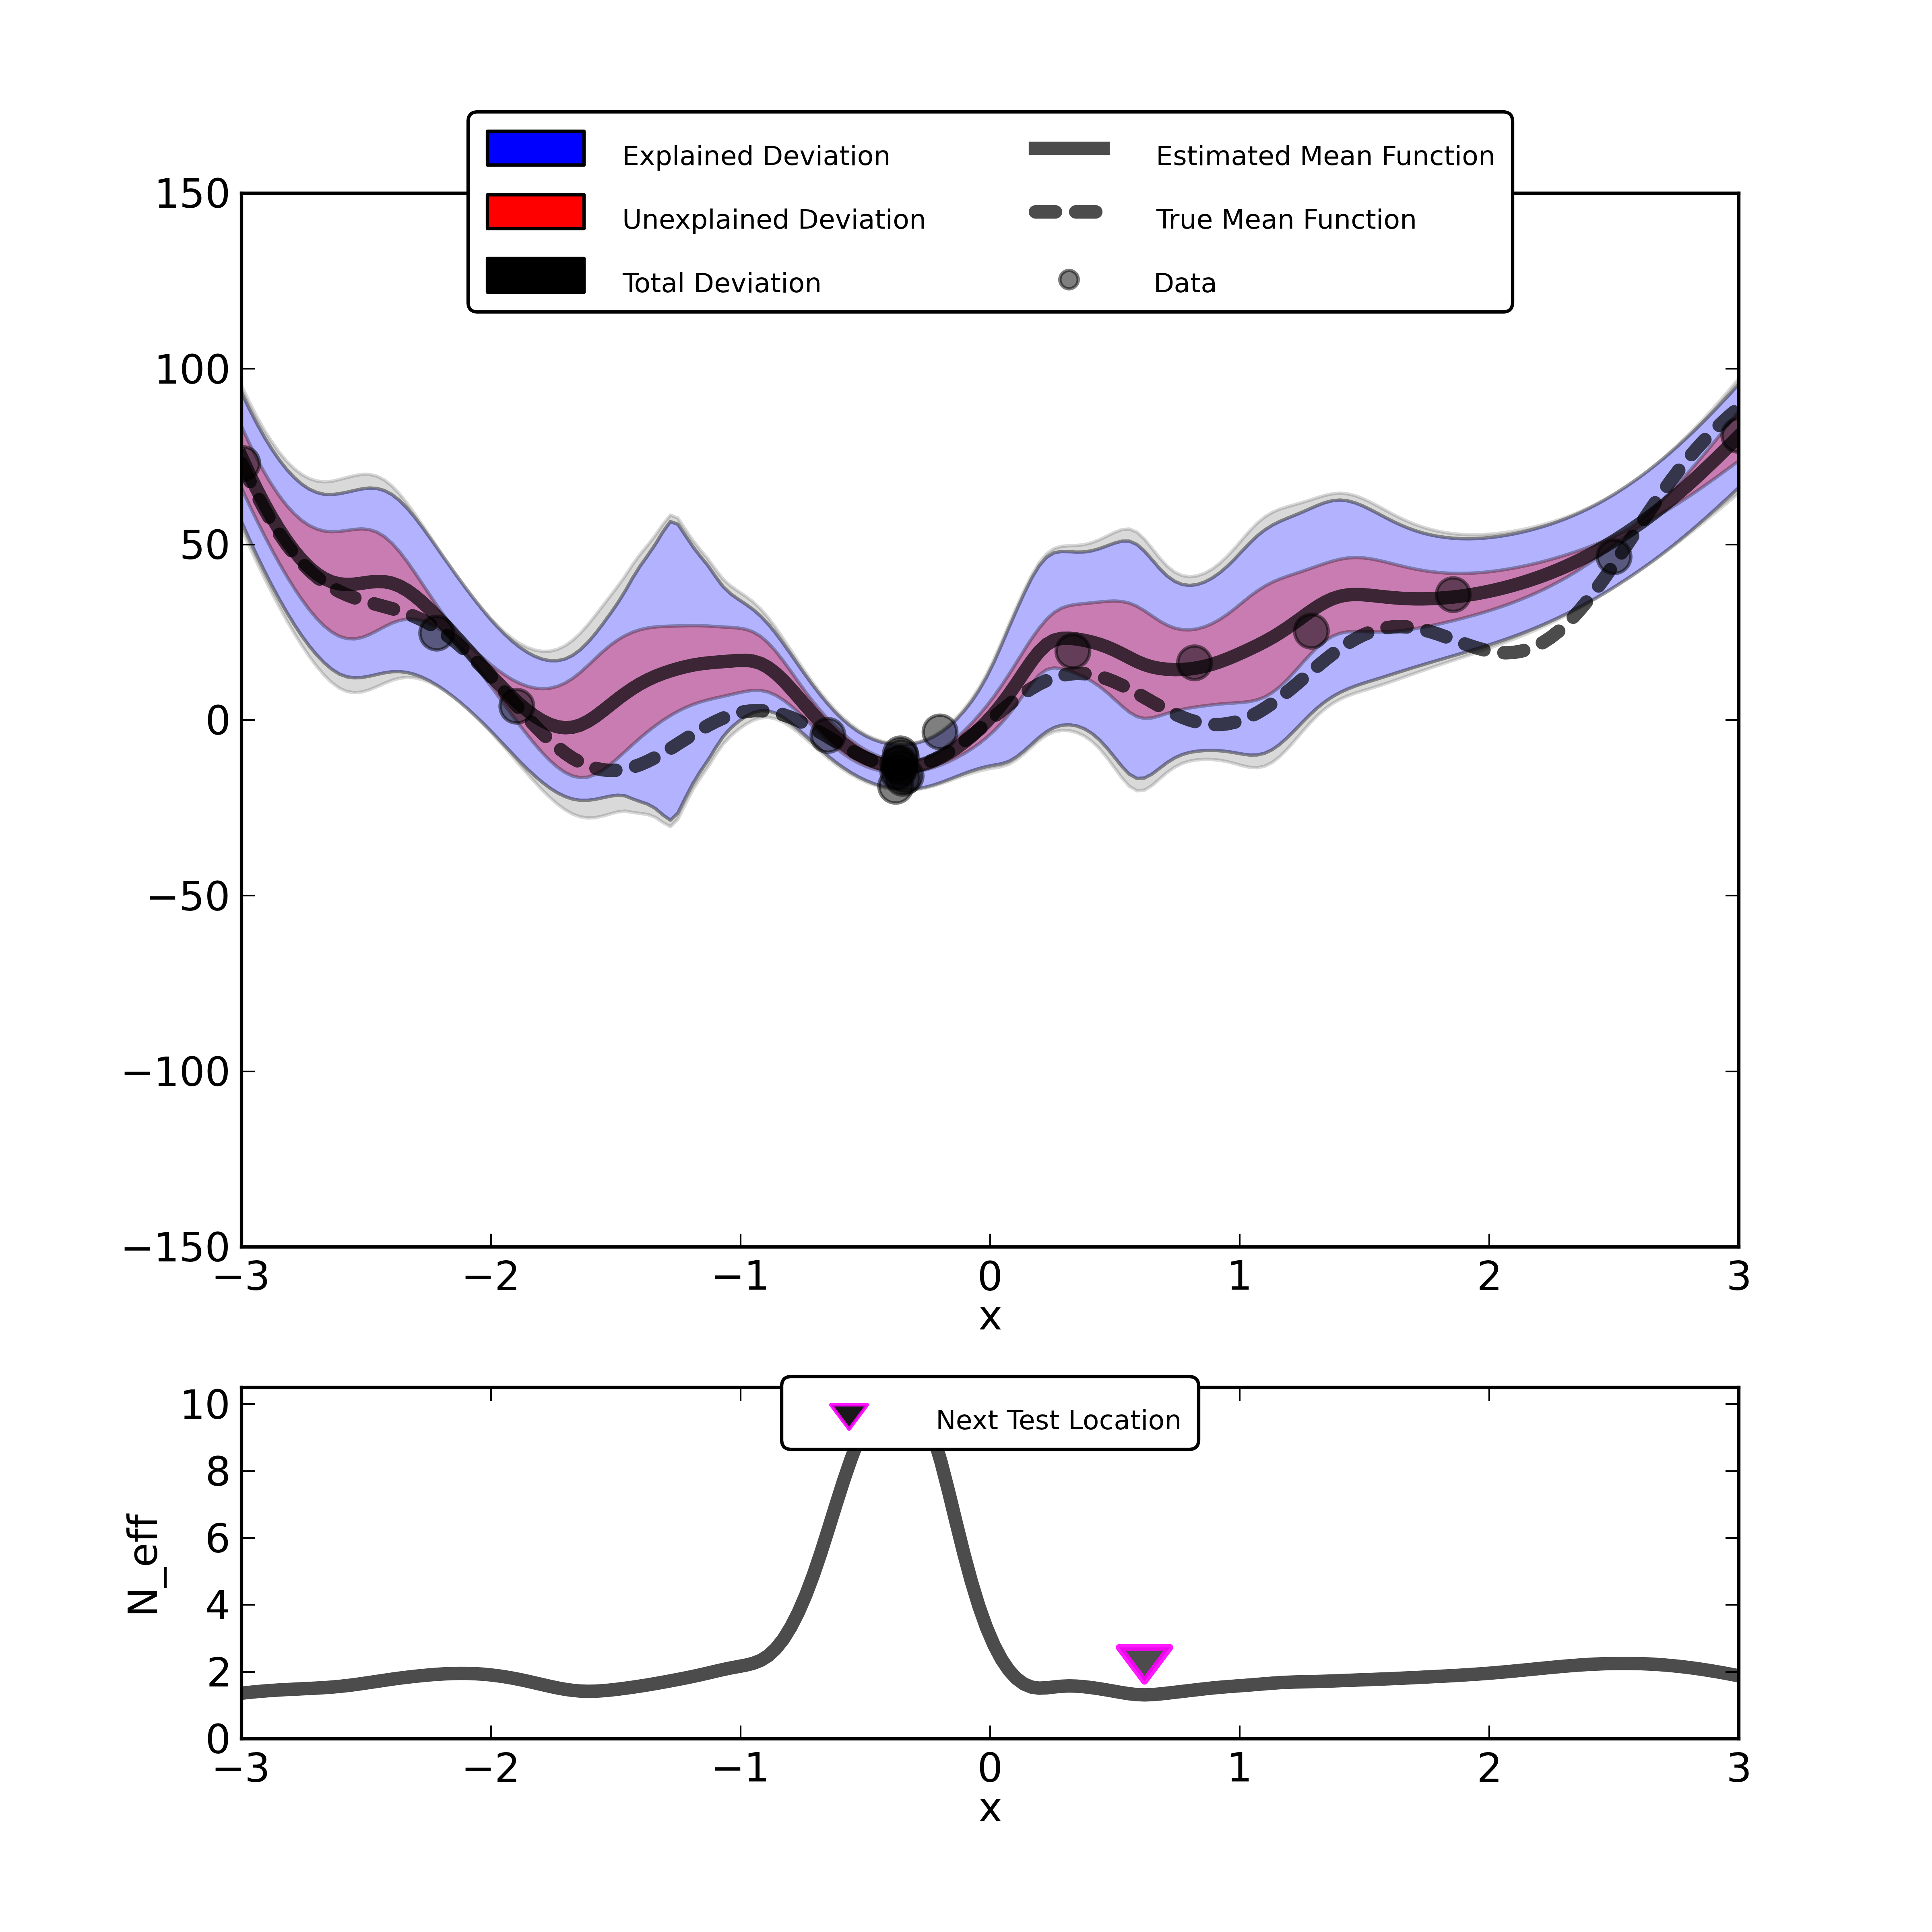 Explained Deviation
Unexplained Deviation
Total Deviation
Estimated Mean Function
True Mean Function
Data
150
100
50
0
−50
−100
−150
−3 −2 −1 0 1 2 3
x
Next Test Location
N_eff
10
8
6
4
2
0
−3 −2 −1 0 1 2 3
x